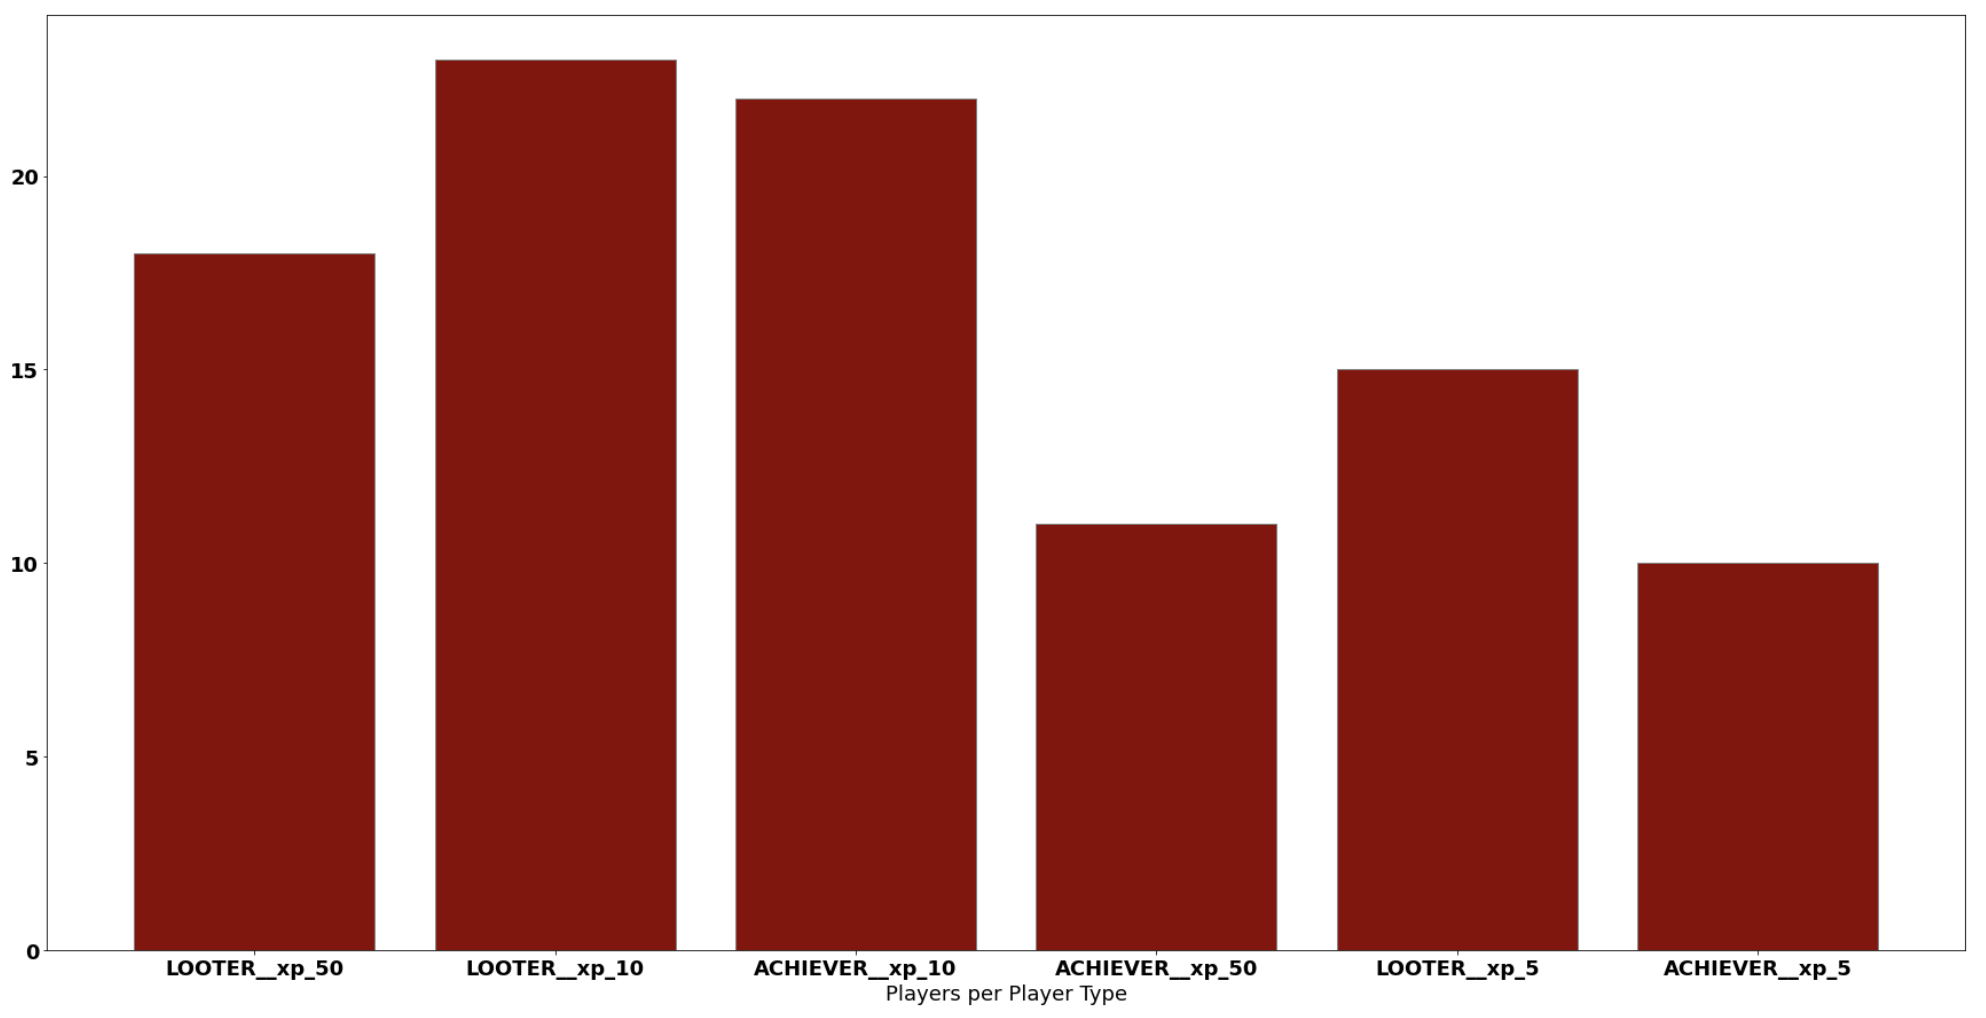 20
15
10
5
0
LOOTER__xp_50 LOOTER__xp_10 ACHIEVER__xp_10 ACHIEVER__xp_50 LOOTER__xp_5 ACHIEVER__xp_5
Players per Player Type